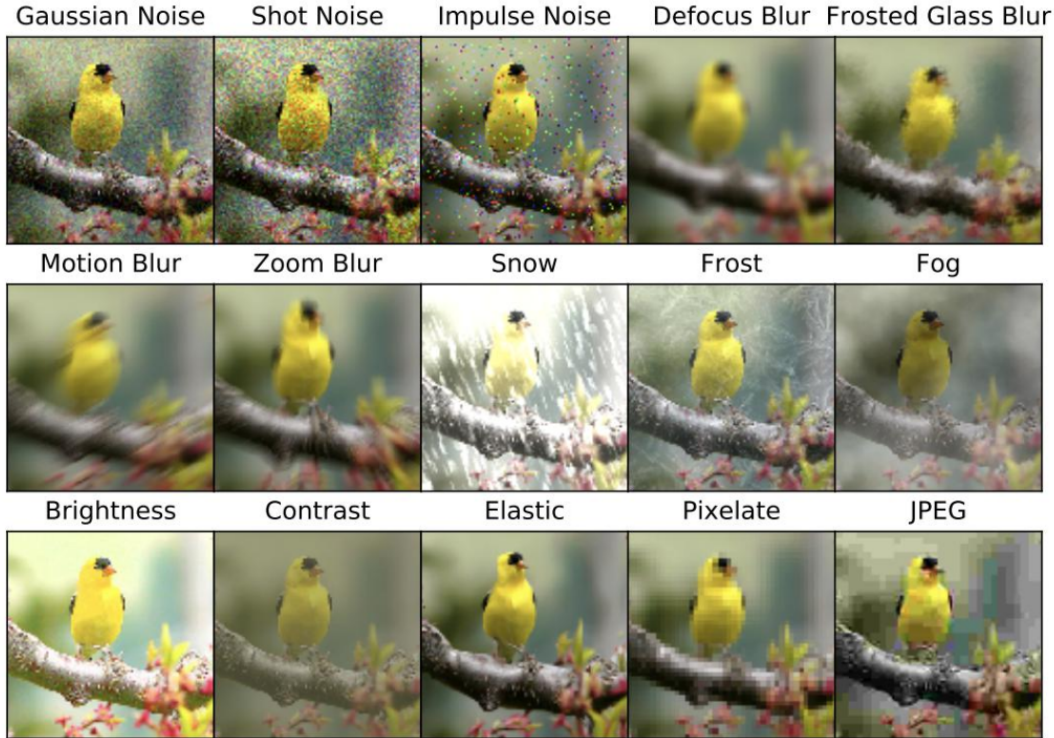 Gaussian Noise Shot Noise Impulse Noise Defocus Blur Frosted Glass Blur
Motion Blur Zoom Blur Snow Frost Fog
Brightness Contrast Elastic Pixelate JPEG